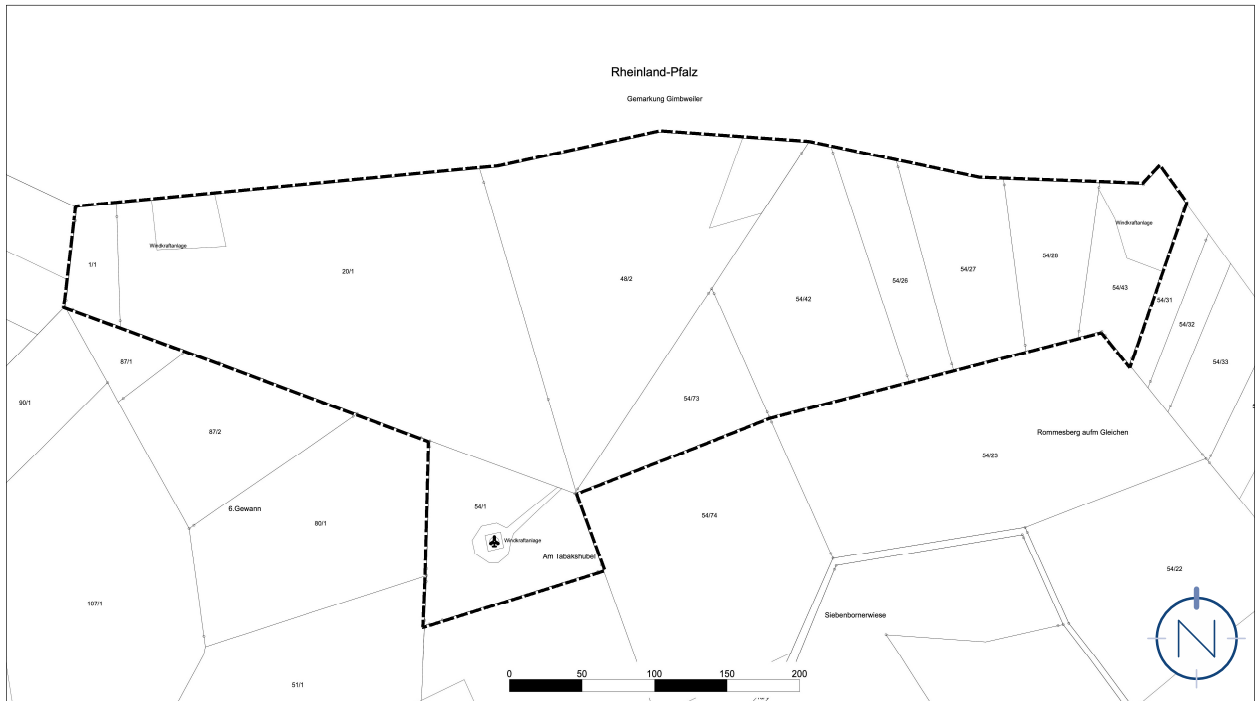 Rheinland-Pfalz
Gemarkung Gimbweiler
Windkraftanlage
Windkraftanlage
1/1
20/1
48/2
54/42
54/26
54/27
54/28
54/43
54/31
54/32
54/33
87/1
90/1
87/2
54/73
Rommesberg aufm Gleichen
54/25
6.Gewann
80/1
54/1
Windkraftanlage
Am Tabakshubel
54/74
54/22
107/1
Siebenbornerwiese
51/1
0 50 100 150 200
N